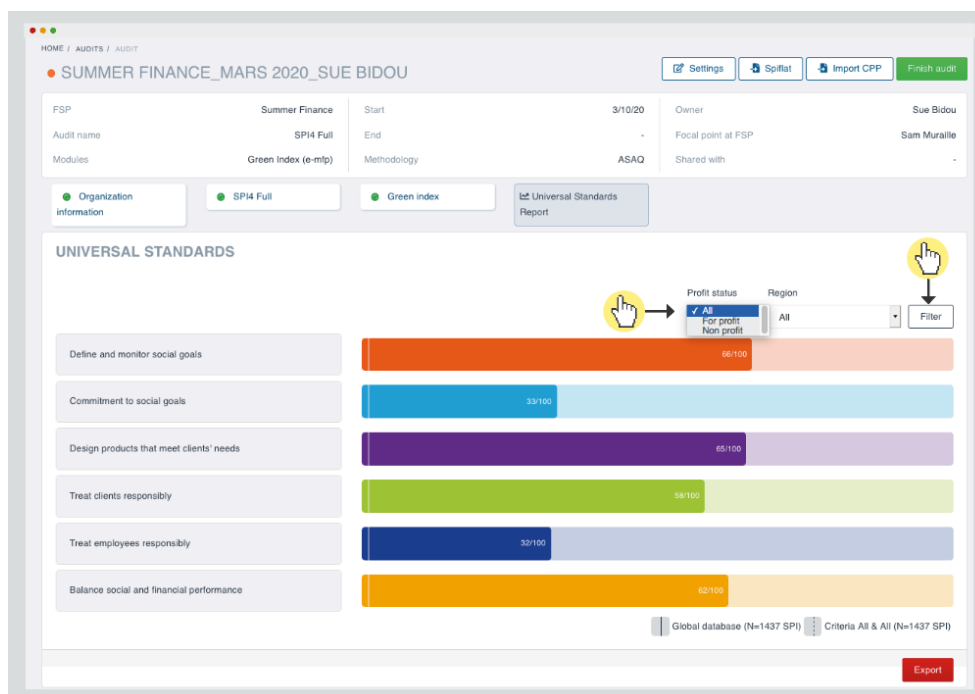 HOME / AUDITS / AUDIT
SUMMER FINANCE_MARS 2020_SUE BIDOU
Settings
Spiflat
Import CPP
Finish audit
FSP Summer Finance
Start 3/10/20
Owner Sue Bidou
Audit name SPI4 Full
End -
Focal point at FSP Sam Muraille
Modules Green Index (e-mfp)
Methodology ASAQ
Shared with -
Organization
information
SPI4 Full
Green index
Universal Standards
Report
UNIVERSAL STANDARDS
Profit status
Region
✓ All
For profit
Non profit
All
Filter
Define and monitor social goals
66/100
Commitment to social goals
33/100
Design products that meet clients' needs
65/100
Treat clients responsibly
58/100
Treat employees responsibly
32/100
Balance social and financial performance
62/100
Global database (N=1437 SPI)
Criteria All & All (N=1437 SPI)
Export